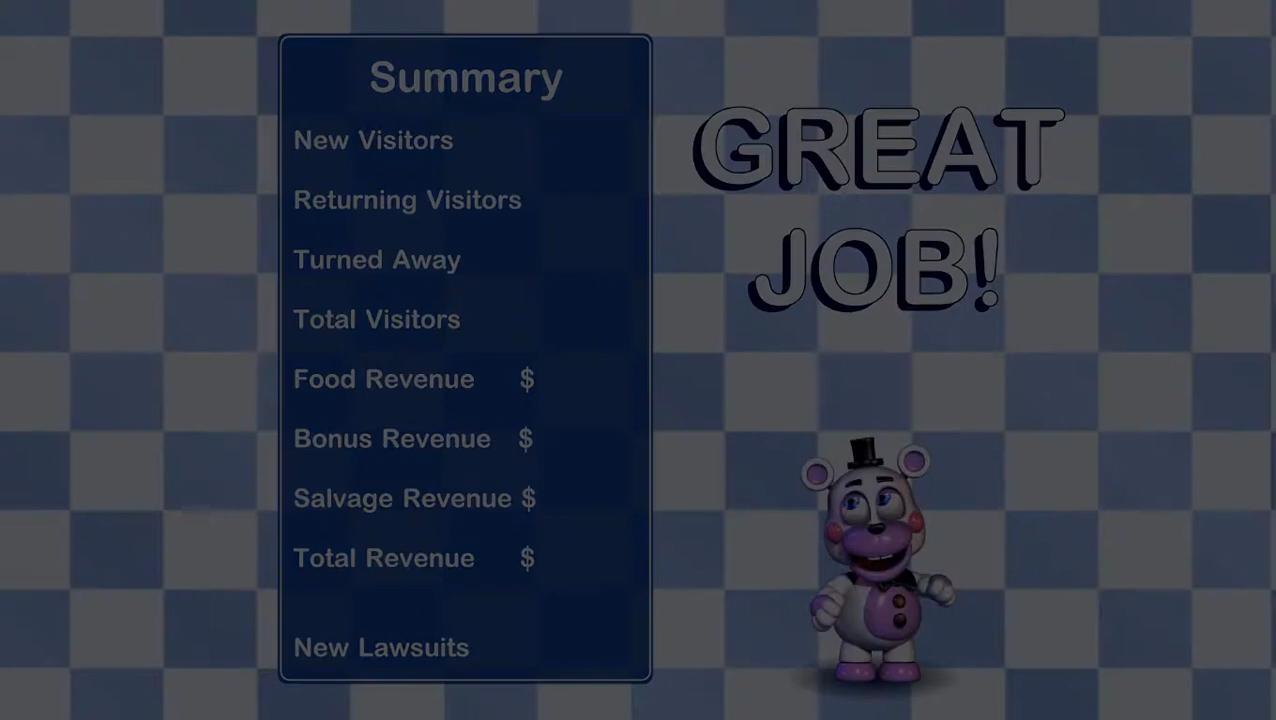 Summary
New Visitors
Returning Visitors
Turned Away
Total Visitors
Food Revenue $
Bonus Revenue $
Salvage Revenue $
Total Revenue $
New Lawsuits
GREAT
JOB!